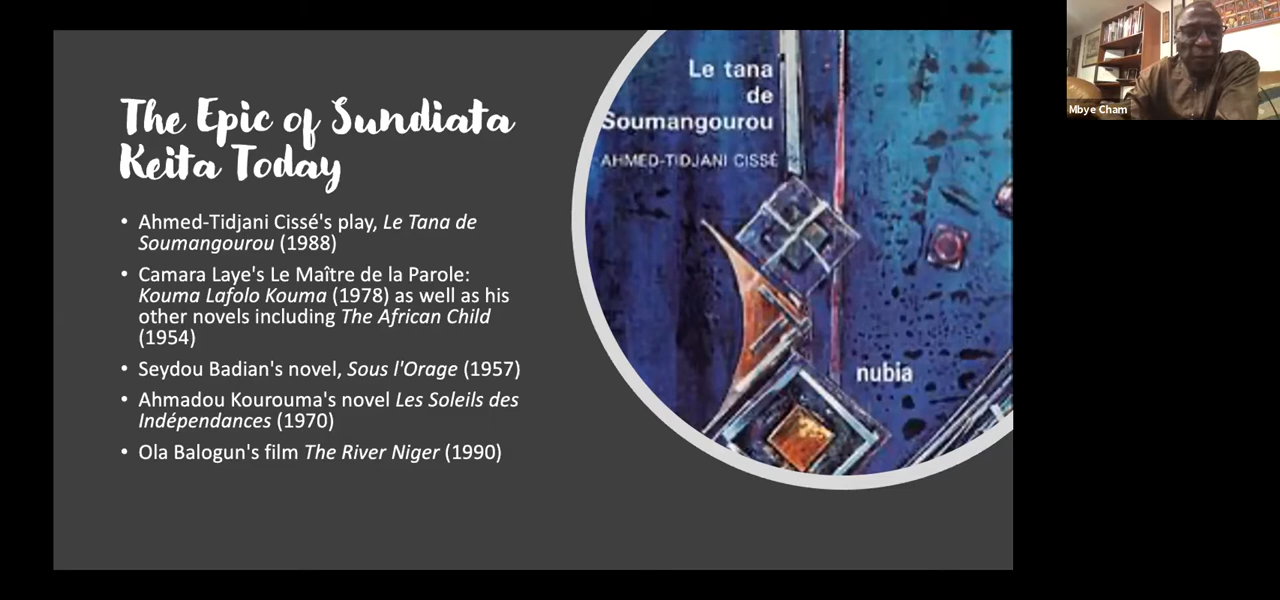 The Epic of Sundiata
Keita Today
• Ahmed-Tidjani Cissé's play, Le Tana de
Soumangourou (1988)
• Camara Laye's Le Maître de la Parole:
Kouma Lafolo Kouma (1978) as well as his
other novels including The African Child
(1954)
• Seydou Badian's novel, Sous l'Orage (1957)
• Ahmadou Kourouma's novel Les Soleils des
Indépendances (1970)
• Ola Balogun's film The River Niger (1990)
Le tana
de
Soumangourou
AHMED-TIDJANI CISSÉ
nubia
Mbye Cham